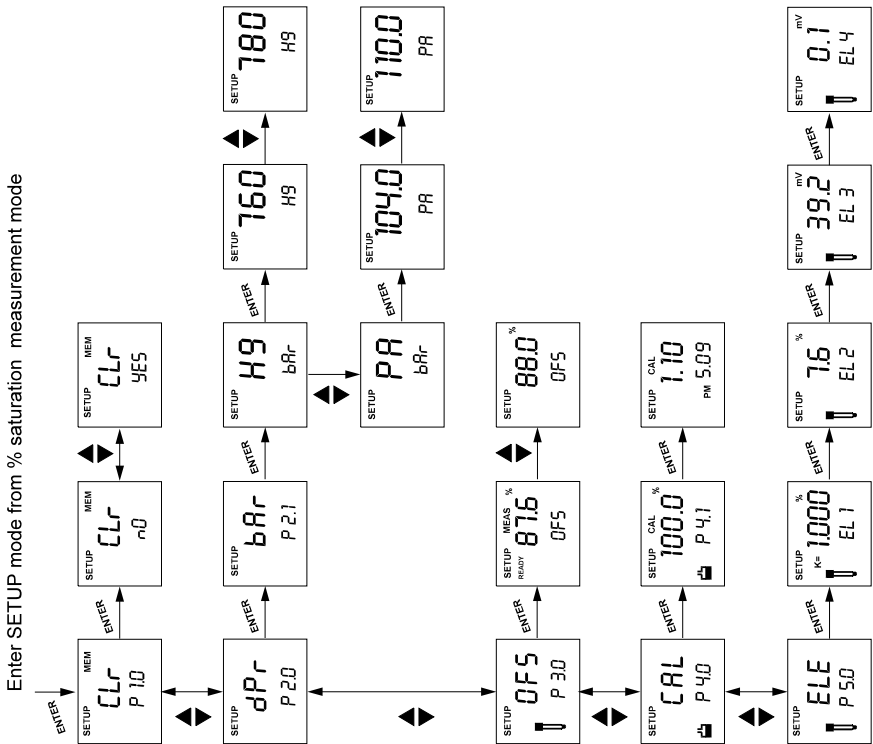 Enter SETUP mode from % saturation measurement mode
ENTER
SETUP MEM
CLr
P 1.0
ENTER
SETUP MEM
CLr
nO
SETUP MEM
CLr
YES
SETUP
dPr
P 2.0
ENTER
SETUP
bAr
P 2.1
ENTER
SETUP
Hg
bAr
ENTER
SETUP
760
Hg
SETUP
780
Hg
SETUP
PA
bAr
ENTER
SETUP
104.0
PA
SETUP
110.0
PA
SETUP
OFS
P 3.0
ENTER
SETUP MEAS
READY
87.6 %
OFS
SETUP
88.0 %
OFS
SETUP
CAL
P 4.0
ENTER
SETUP CAL
100.0 %
P 4.1
ENTER
SETUP CAL
1.10
PM 5.09
SETUP
ELE
P 5.0
ENTER
SETUP
K= 1.000 %
EL 1
ENTER
SETUP
7.6 %
EL 2
ENTER
SETUP
39.2 mV
EL 3
ENTER
SETUP
0.1 mV
EL 4